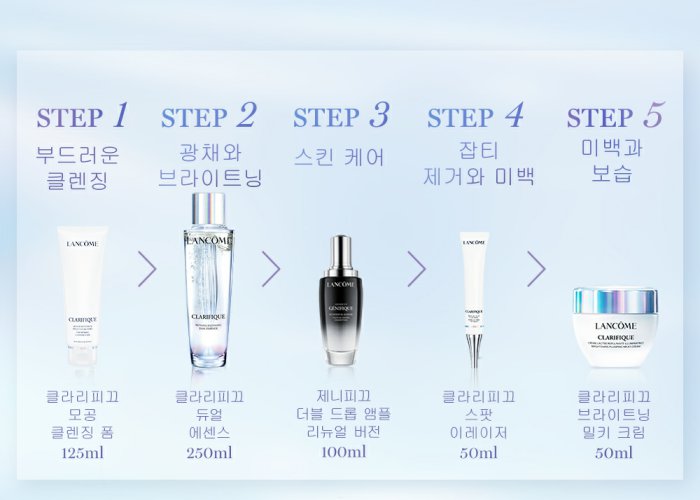 STEP 1
부드러운
클렌징
STEP 2
광채와
브라이트닝
STEP 3
스킨 케어
STEP 4
잡티
제거와 미백
STEP 5
미백과
보습
LANCÔME
CLARIFIQUE
LANCÔME
CLARIFIQUE
LANCÔME
GÉNIFIQUE
LANCÔME
CLARIFIQUE
LANCÔME
CLARIFIQUE
클라리피끄
모공
클렌징 폼
125ml
클라리피끄
듀얼
에센스
250ml
제니피끄
더블 드롭 앰플
리뉴얼 버전
100ml
클라리피끄
스팟
이레이저
50ml
클라리피끄
브라이트닝
밀키 크림
50ml